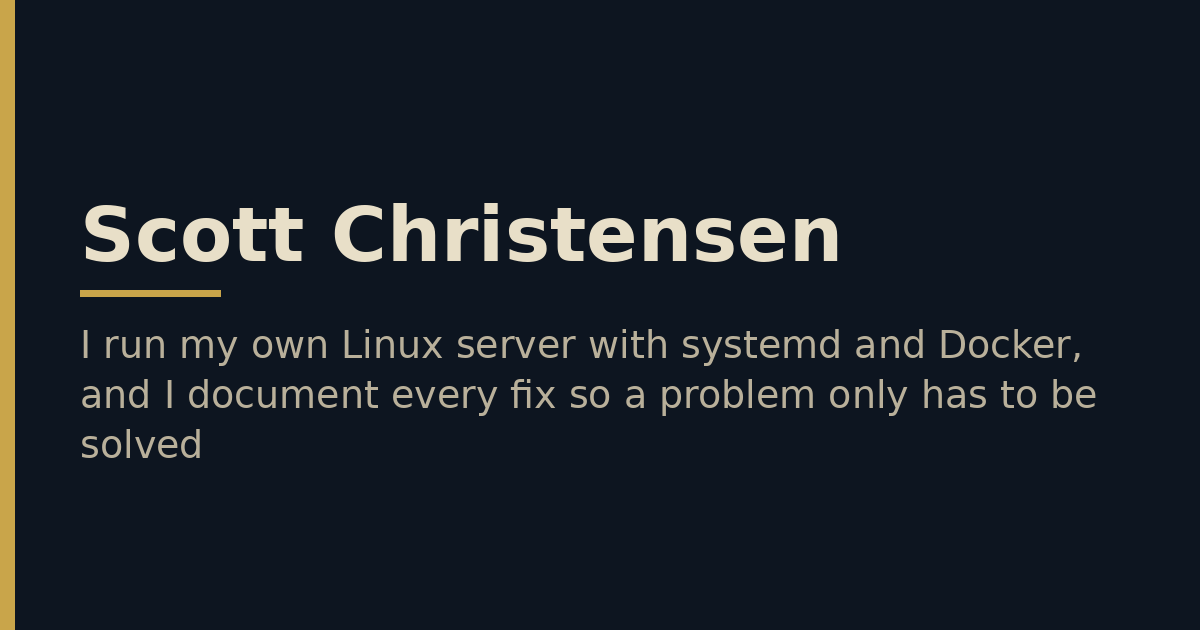 Scott Christensen
I run my own Linux server with systemd and Docker,
and I document every fix so a problem only has to be
solved